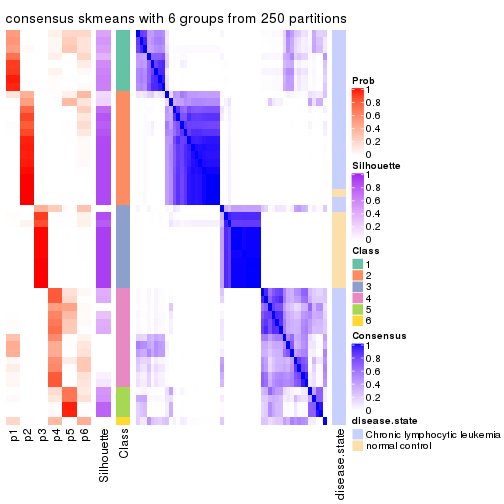 consensus skmeans with 6 groups from 250 partitions
Prob
1
0.8
0.6
0.4
0.2
0
Silhouette
1
0.8
0.6
0.4
0.2
0
Class
1
2
3
4
5
6
Consensus
1
0.8
0.6
0.4
0.2
0
disease.state
Chronic lymphocytic leukemia
normal control
p1
p2
p3
p4
p5
p6
Silhouette
Class
disease.state